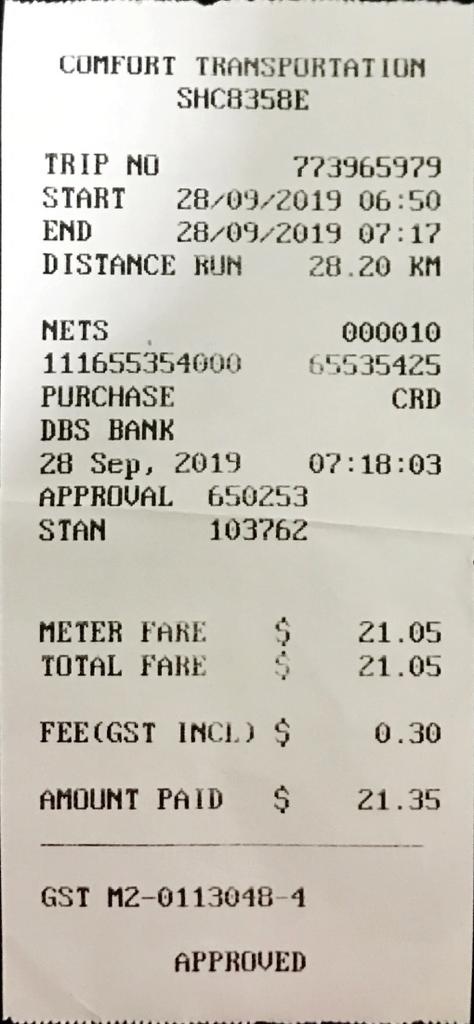 COMFORT TRANSPORTATION
SHC8358E
TRIP NO 773965979
START 28/09/2019 06:50
END 28/09/2019 07:17
DISTANCE RUN 28.20 KM
NETS 000010
111655354000 65535425
PURCHASE CRD
DBS BANK
28 Sep, 2019 07:18:03
APPROVAL 650253
STAN 103762
METER FARE $ 21.05
TOTAL FARE $ 21.05
FEE(GST INCL) $ 0.30
AMOUNT PAID $ 21.35
GST M2-0113048-4
APPROVED